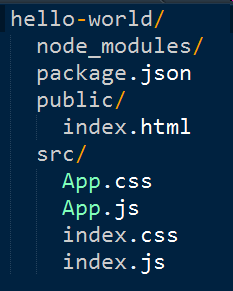 hello-world/
  node_modules/
  package.json
  public/
    index.html
  src/
    App.css
    App.js
    index.css
    index.js